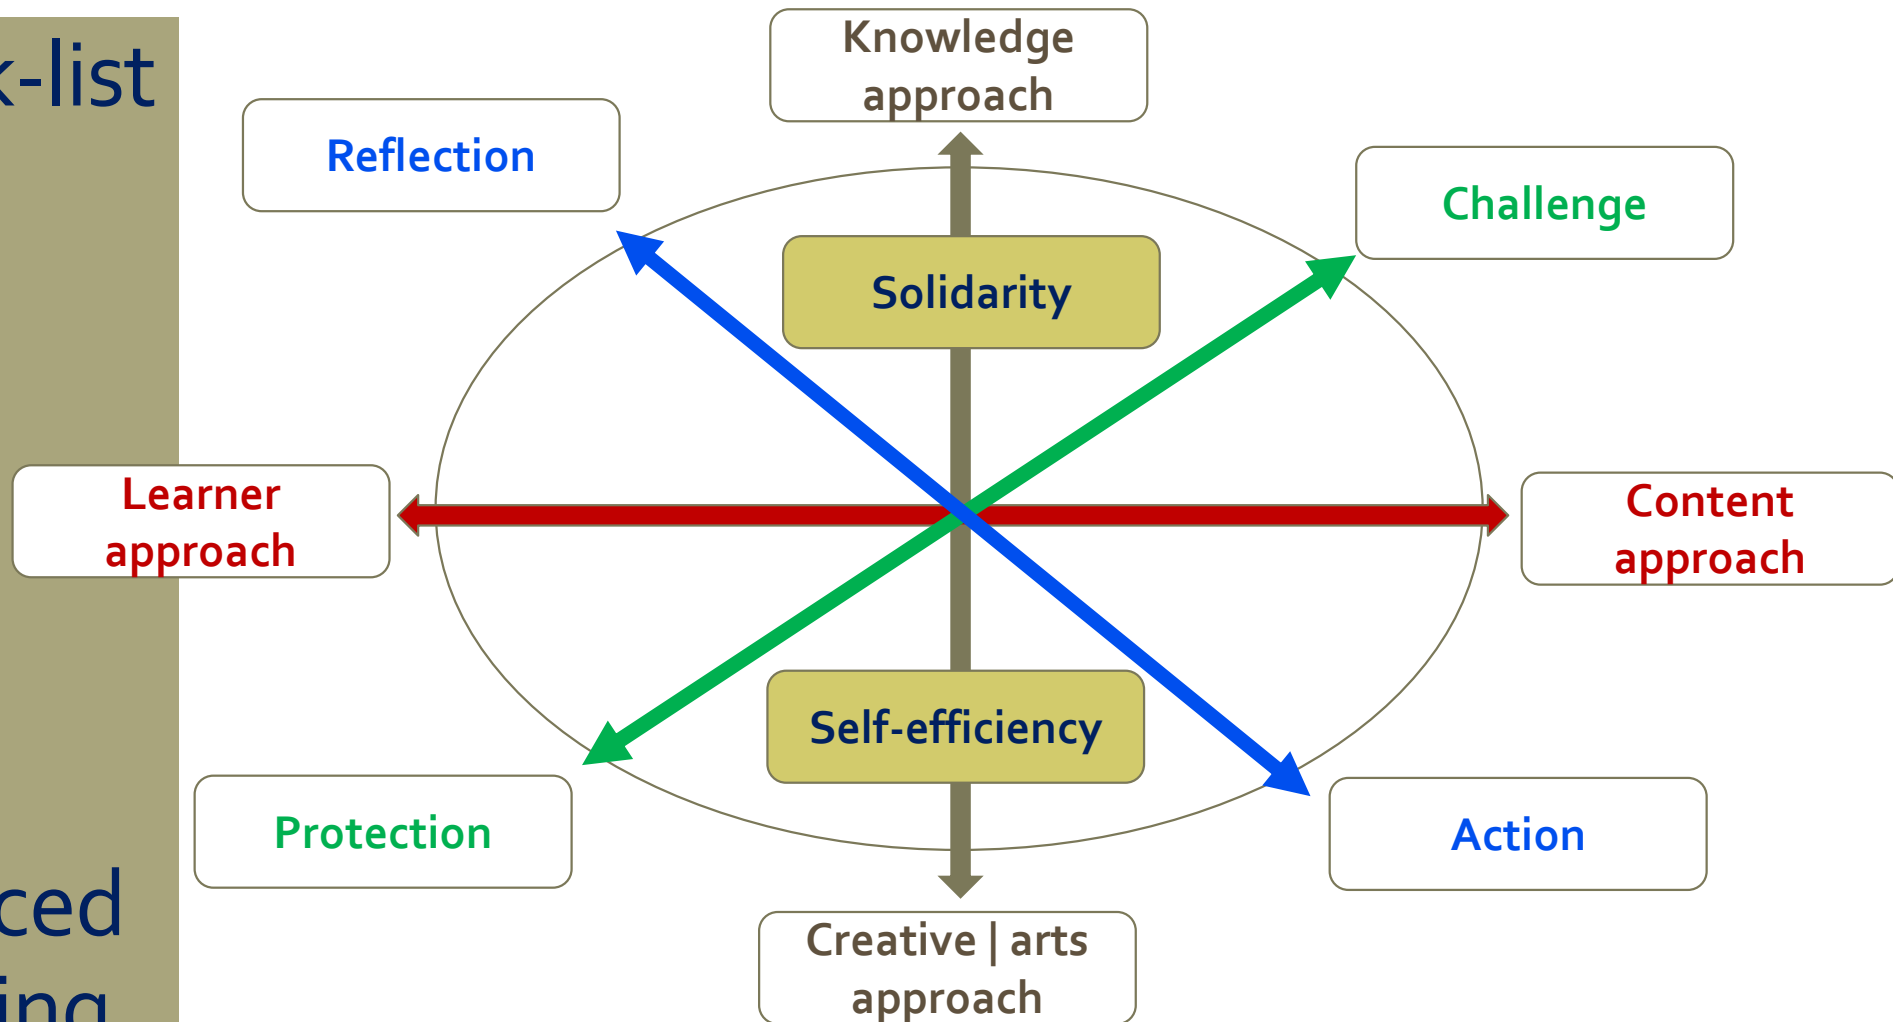 k-list
Knowledge
approach
Reflection
Challenge
Solidarity
Learner
approach
Content
approach
Self-efficiency
Protection
Action
ced
ing
Creative | arts
approach